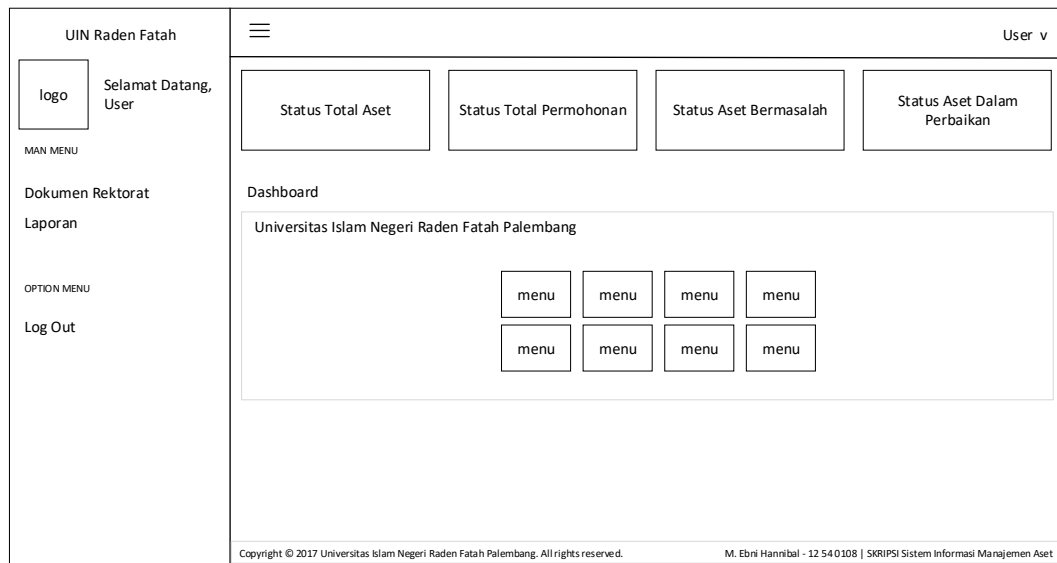 UIN Raden Fatah
logo
Selamat Datang,
User
MAN MENU
Dokumen Rektorat
Laporan
OPTION MENU
Log Out
User v
Status Total Aset
Status Total Permohonan
Status Aset Bermasalah
Status Aset Dalam
Perbaikan
Dashboard
Universitas Islam Negeri Raden Fatah Palembang
menu menu menu menu
menu menu menu menu
Copyright © 2017 Universitas Islam Negeri Raden Fatah Palembang. All rights reserved.
M. Ebni Hannibal - 12 54 0108 | SKRIPSI Sistem Informasi Manajemen Aset